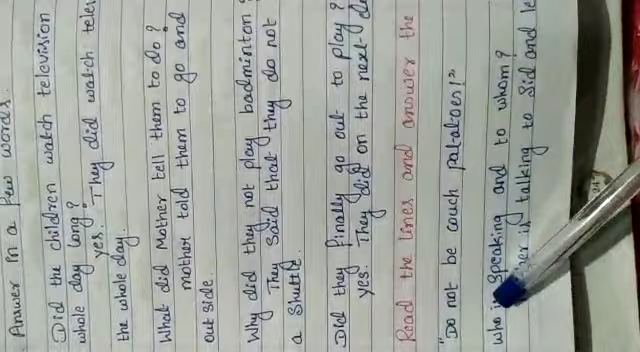 Answer in a few words.
Did the children watch television
whole day long?
yes. They did watch telev
the whole day.
What did Mother tell them to do?
mother told them to go and
out side.
Why did they not play badminton?
They said that they do not
a Shuttle.
Did they finally go out to play?
yes. They did on the next da
Read the lines and answer the
"Do not be couch patatoes!"
who is speaking and to whom?
is talking to Sid and